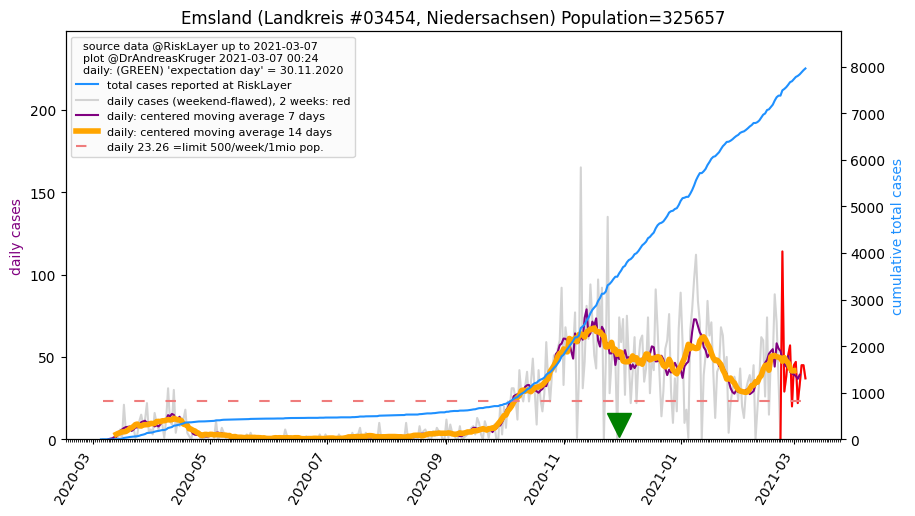 Emsland (Landkreis #03454, Niedersachsen) Population=325657
source data @RiskLayer up to 2021-03-07
plot @DrAndreasKruger 2021-03-07 00:24
daily: (GREEN) 'expectation day' = 30.11.2020
total cases reported at RiskLayer
daily cases (weekend-flawed), 2 weeks: red
daily: centered moving average 7 days
daily: centered moving average 14 days
daily 23.26 =limit 500/week/1mio pop.
daily cases
200
150
100
50
0
cumulative total cases
8000
7000
6000
5000
4000
3000
2000
1000
0
2020-03
2020-05
2020-07
2020-09
2020-11
2021-01
2021-03